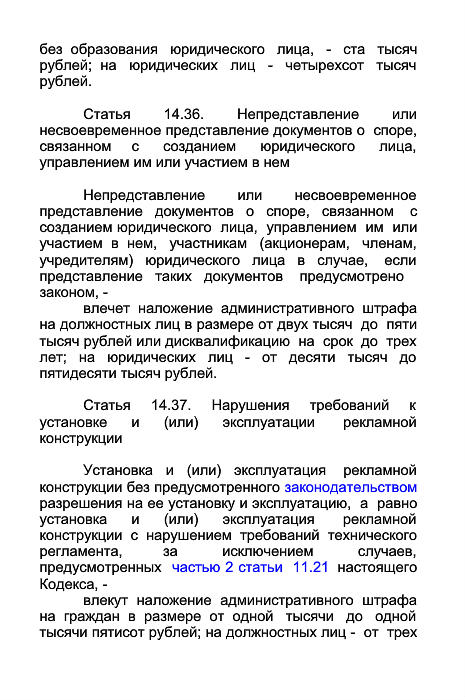 без образования юридического лица, - ста тысяч
рублей; на юридических лиц - четырехсот тысяч
рублей.
Статья 14.36. Непредставление или
несвоевременное представление документов о споре,
связанном с созданием юридического лица,
управлением им или участием в нем
Непредставление или несвоевременное
представление документов о споре, связанном с
созданием юридического лица, управлением им или
участием в нем, участникам (акционерам, членам,
учредителям) юридического лица в случае, если
представление таких документов предусмотрено
законом, -
влечет наложение административного штрафа
на должностных лиц в размере от двух тысяч до пяти
тысяч рублей или дисквалификацию на срок до трех
лет; на юридических лиц - от десяти тысяч до
пятидесяти тысяч рублей.
Статья 14.37. Нарушения требований к
установке и (или) эксплуатации рекламной
конструкции
Установка и (или) эксплуатация рекламной
конструкции без предусмотренного законодательством
разрешения на ее установку и эксплуатацию, а равно
установка и (или) эксплуатация рекламной
конструкции с нарушением требований технического
регламента, за исключением случаев,
предусмотренных частью 2 статьи 11.21 настоящего
Кодекса, -
влекут наложение административного штрафа
на граждан в размере от одной тысячи до одной
тысячи пятисот рублей; на должностных лиц - от трех